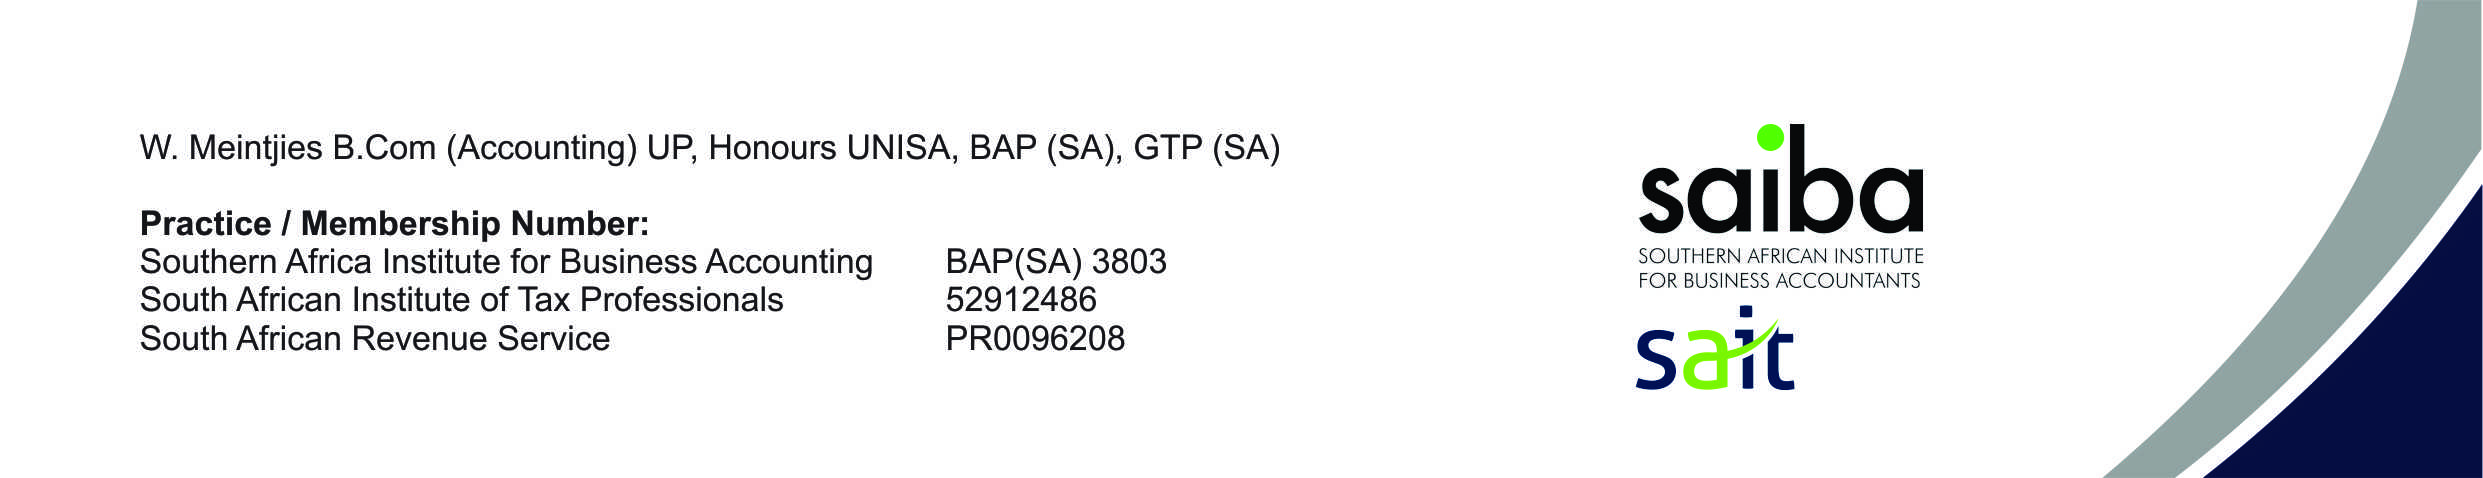 W. Meintjies B.Com (Accounting) UP, Honours UNISA, BAP (SA), GTP (SA)
Practice / Membership Number:
Southern Africa Institute for Business Accounting BAP(SA) 3803
South African Institute of Tax Professionals 52912486
South African Revenue Service PR0096208
saiba
SOUTHERN AFRICAN INSTITUTE
FOR BUSINESS ACCOUNTANTS
sait